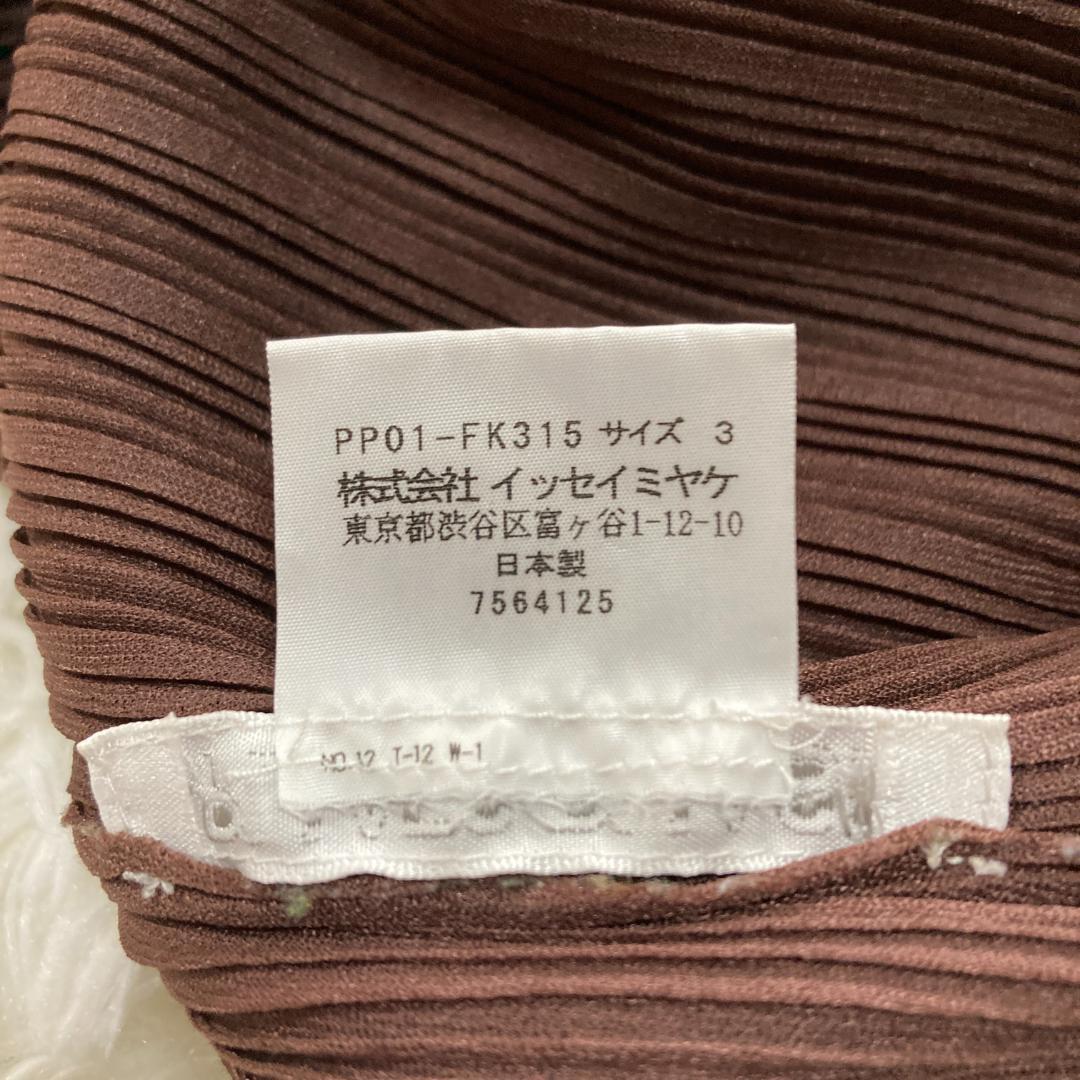 PP01-FK315 サイズ 3
株式会社 イッセイミヤケ
東京都渋谷区富ヶ谷1-12-10
日本製
7564125
NO.12 T-12 W-1